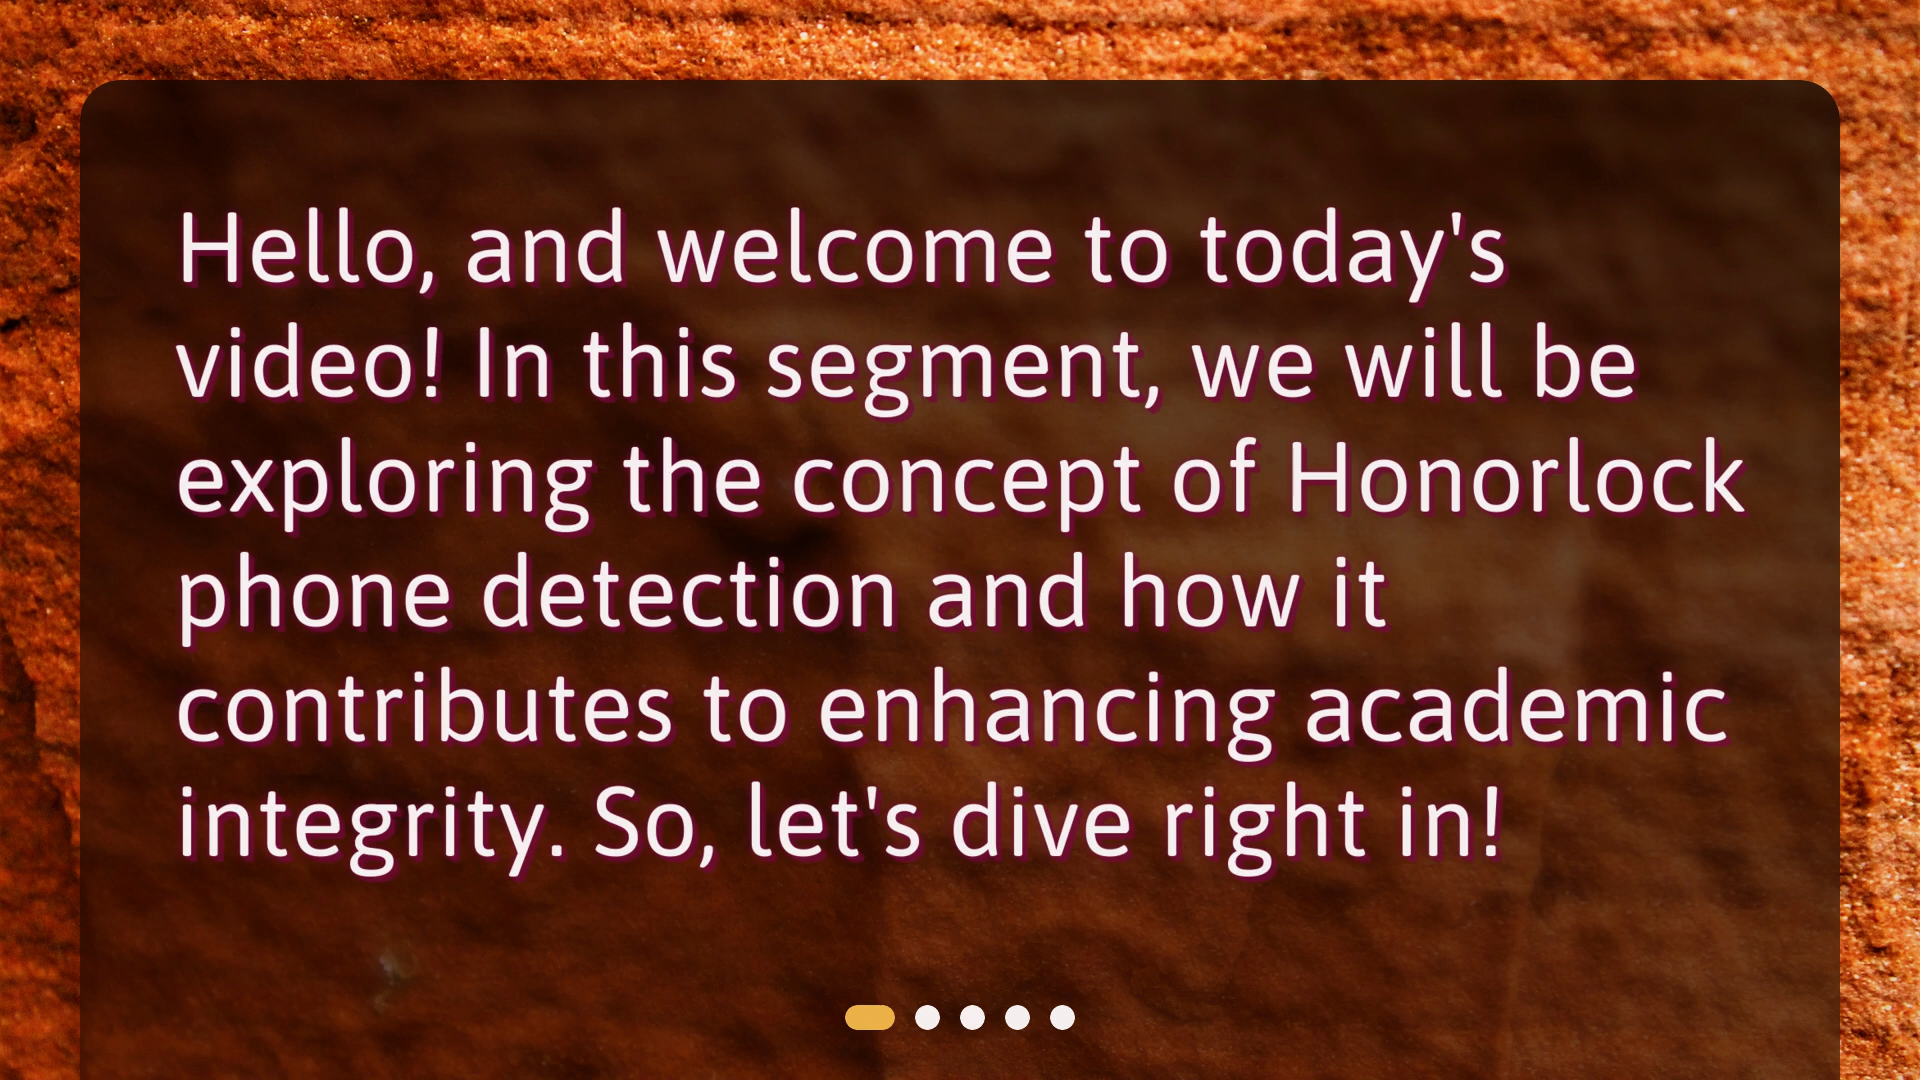 Hello, and welcome to today's
video! In this segment, we will be
exploring the concept of Honorlock
phone detection and how it
contributes to enhancing academic
integrity. So, let's dive right in!